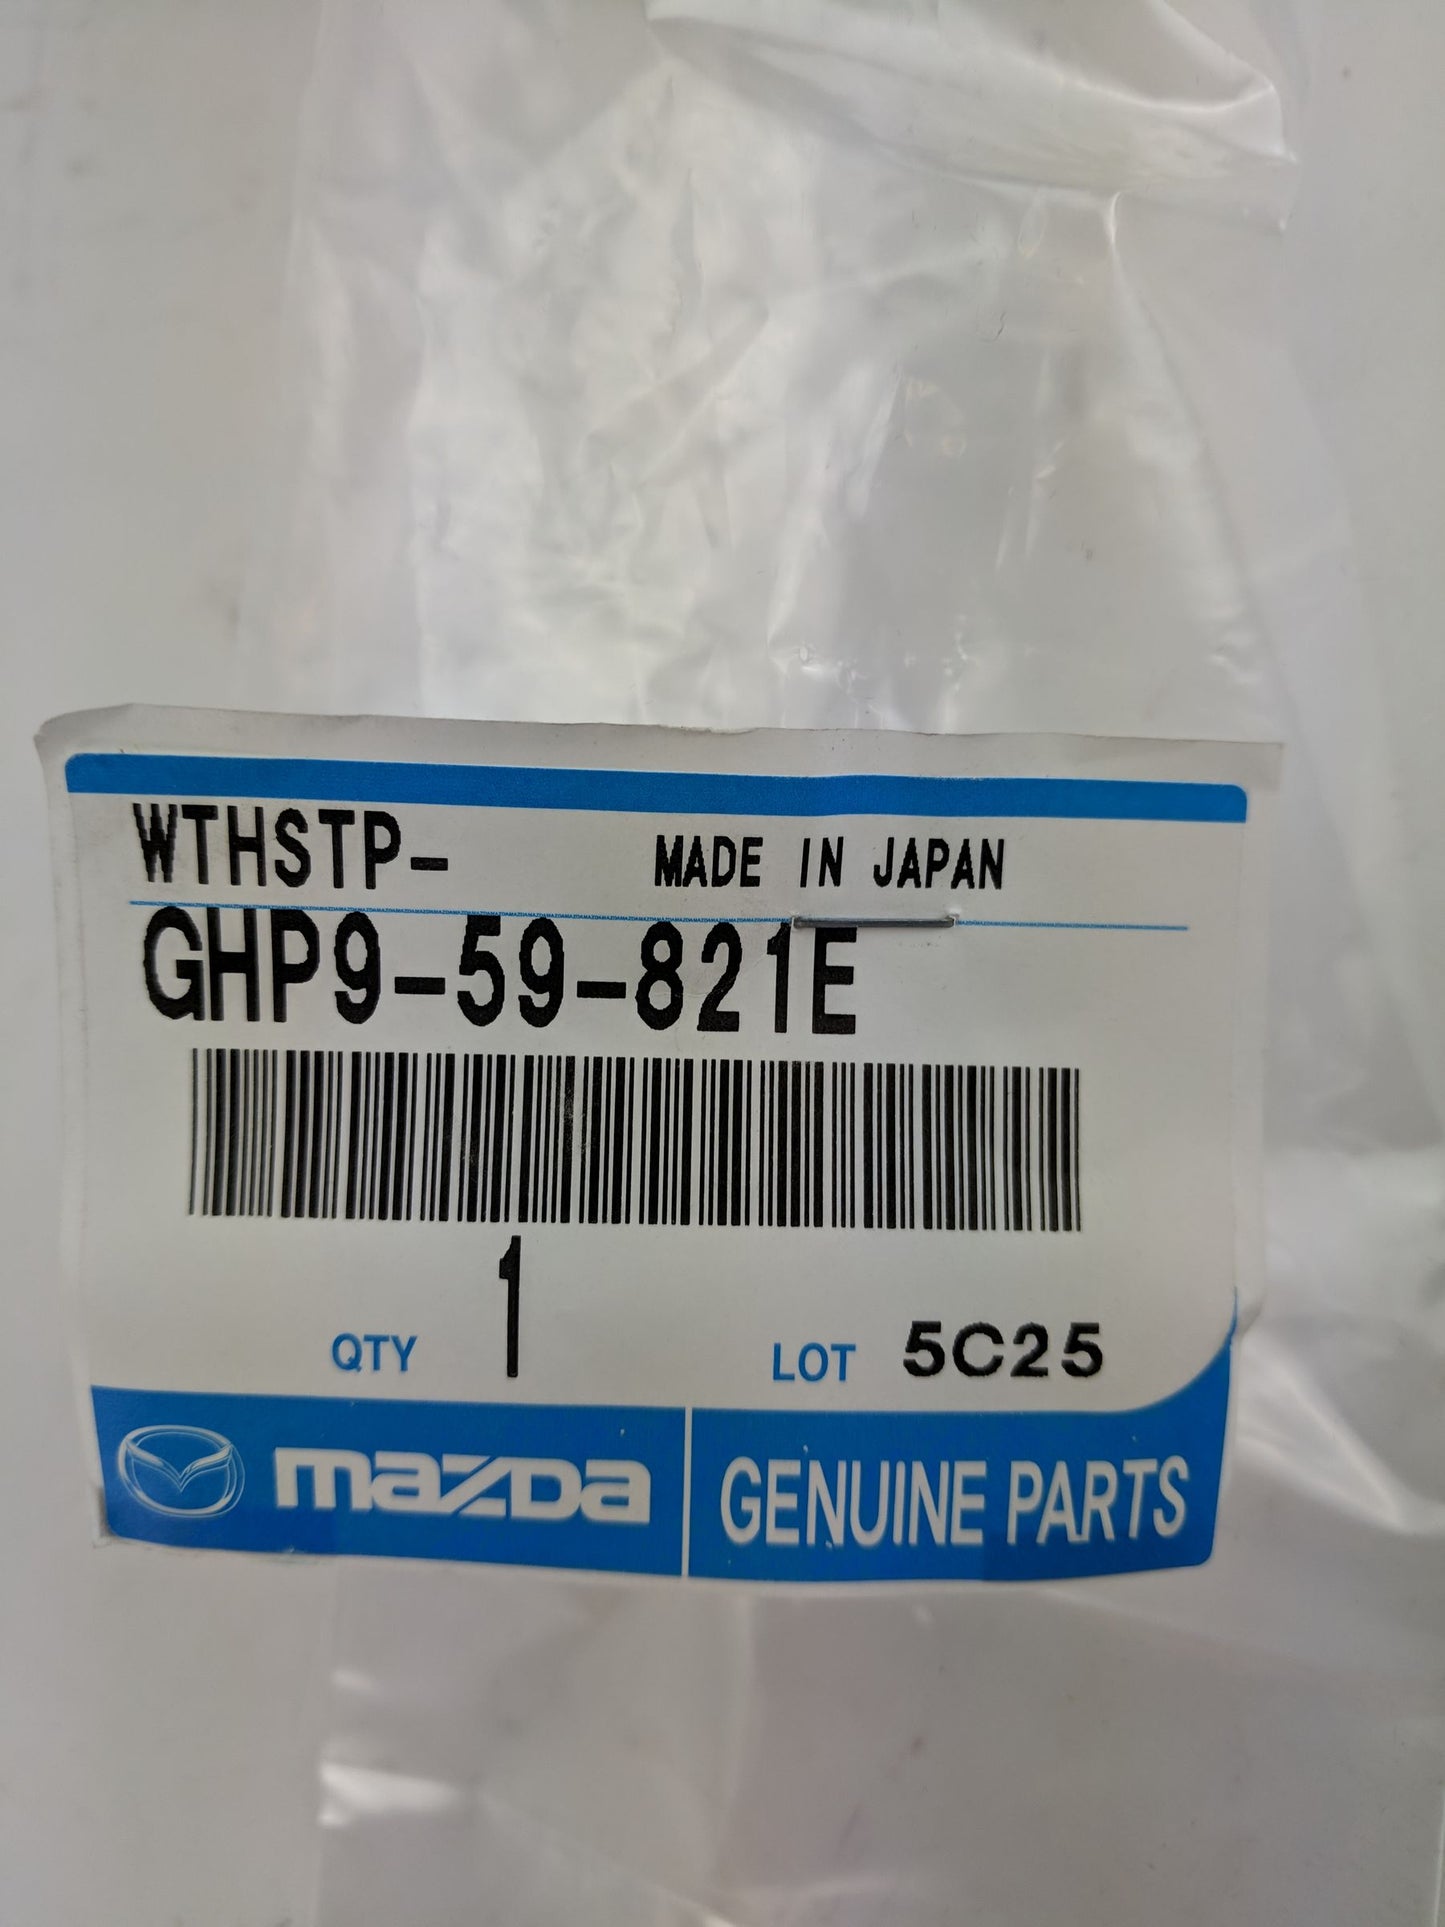 WTHSTP- MADE IN JAPAN
GHP9-59-821E
1
QTY LOT 5C25
mazda GENUINE PARTS